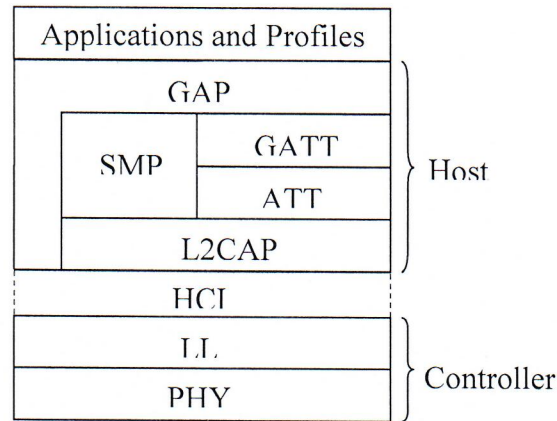 Applications and Profiles
GAP
SMP
GATT
ATT
L2CAP
Host
HCI
LL
PHY
Controller